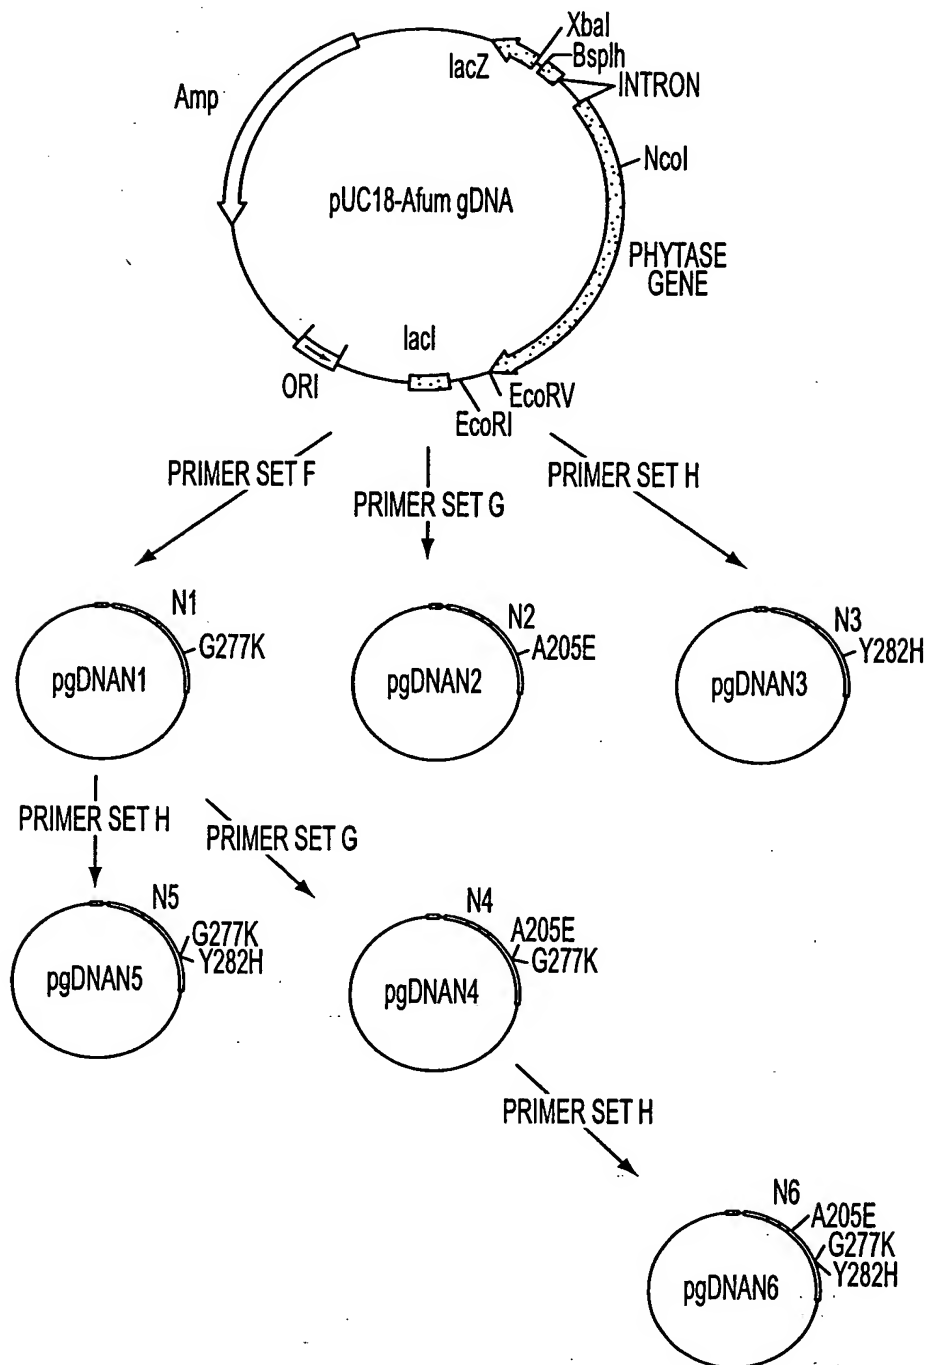 XbaI
BspIh
lacZ
INTRON
Amp
NcoI
pUC18-Afum gDNA
PHYTASE
GENE
lacI
ORI
EcoRV
EcoRI
PRIMER SET F
PRIMER SET G
PRIMER SET H
N1
G277K
pgDNAN1
N2
A205E
pgDNAN2
N3
Y282H
pgDNAN3
PRIMER SET H
PRIMER SET G
N5
G277K
Y282H
pgDNAN5
N4
A205E
G277K
pgDNAN4
PRIMER SET H
N6
A205E
G277K
Y282H
pgDNAN6